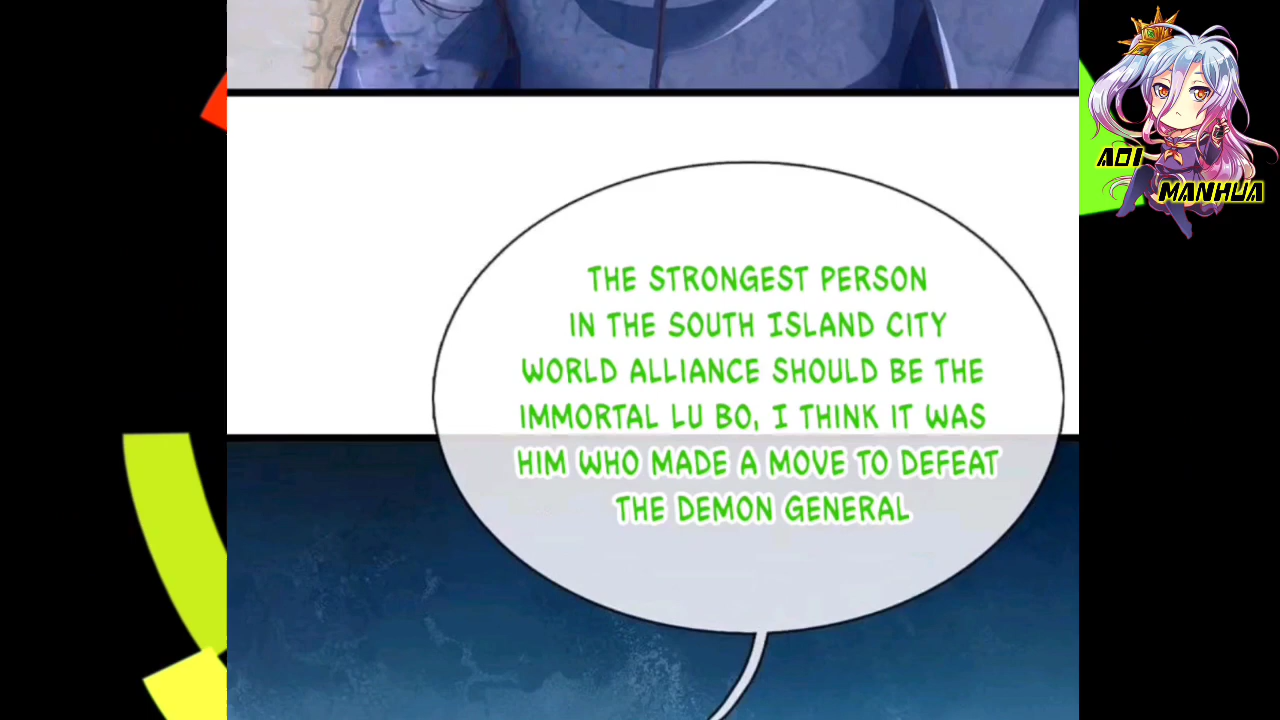 AOI
MANHUA
THE STRONGEST PERSON
IN THE SOUTH ISLAND CITY
WORLD ALLIANCE SHOULD BE THE
IMMORTAL LU BO, I THINK IT WAS
HIM WHO MADE A MOVE TO DEFEAT
THE DEMON GENERAL